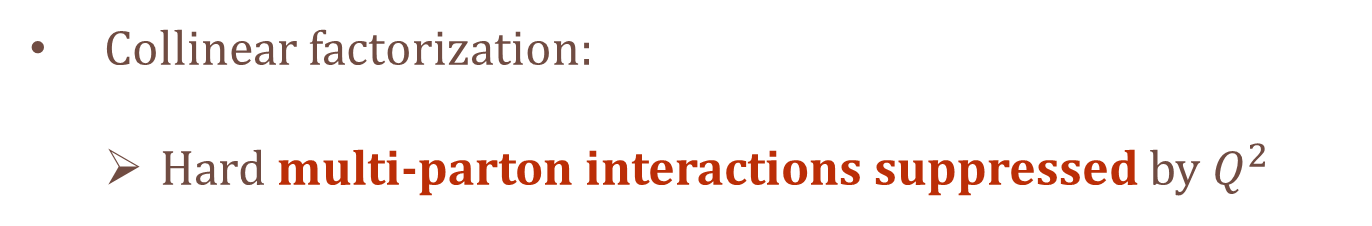 • Collinear factorization:
➢ Hard multi-parton interactions suppressed by Q²